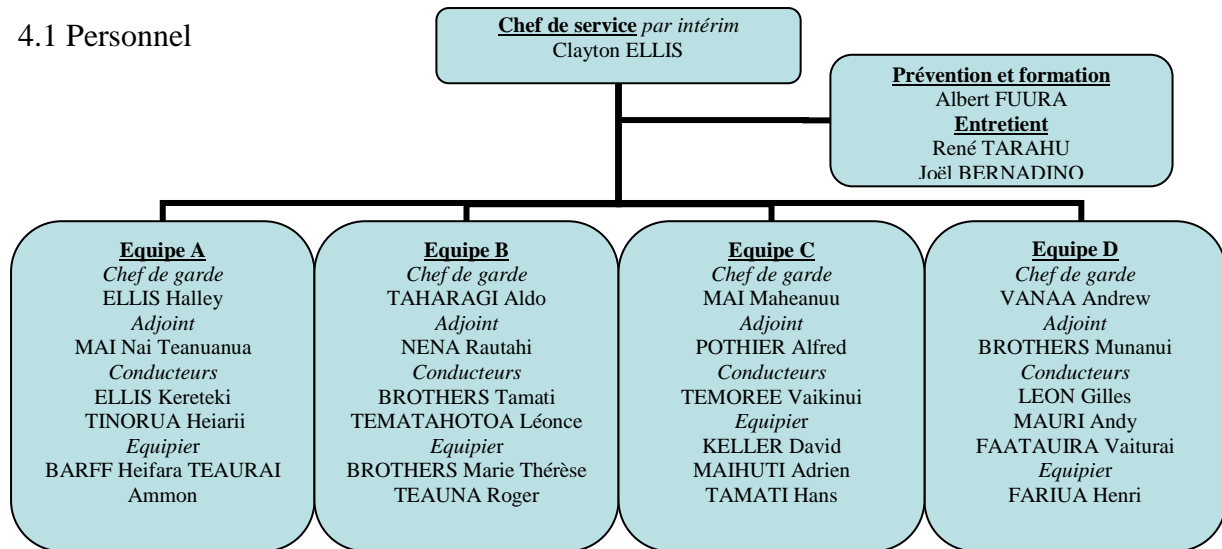 4.1 Personnel
Chef de service par intérim
Clayton ELLIS
Prévention et formation
Albert FUURA
Entretient
René TARAHU
Joël BERNADINO
Equipe A
Chef de garde
ELLIS Halley
Adjoint
MAI Nai Teanuanua
Conducteurs
ELLIS Kereteki
TINORUA Heiarii
Equipier
BARFF Heifara TEAURAI
Ammon
Equipe B
Chef de garde
TAHARAGI Aldo
Adjoint
NENA Rautahi
Conducteurs
BROTHERS Tamati
TEMATAHOTOA Léonce
Equipier
BROTHERS Marie Thérèse
TEAUNA Roger
Equipe C
Chef de garde
MAI Maheanuu
Adjoint
POTHIER Alfred
Conducteurs
TEMOREE Vaikinui
Equipier
KELLER David
MAIHUTI Adrien
TAMATI Hans
Equipe D
Chef de garde
VANAA Andrew
Adjoint
BROTHERS Munanui
Conducteurs
LEON Gilles
MAURI Andy
FAATAUIRA Vaiturai
Equipier
FARIUA Henri